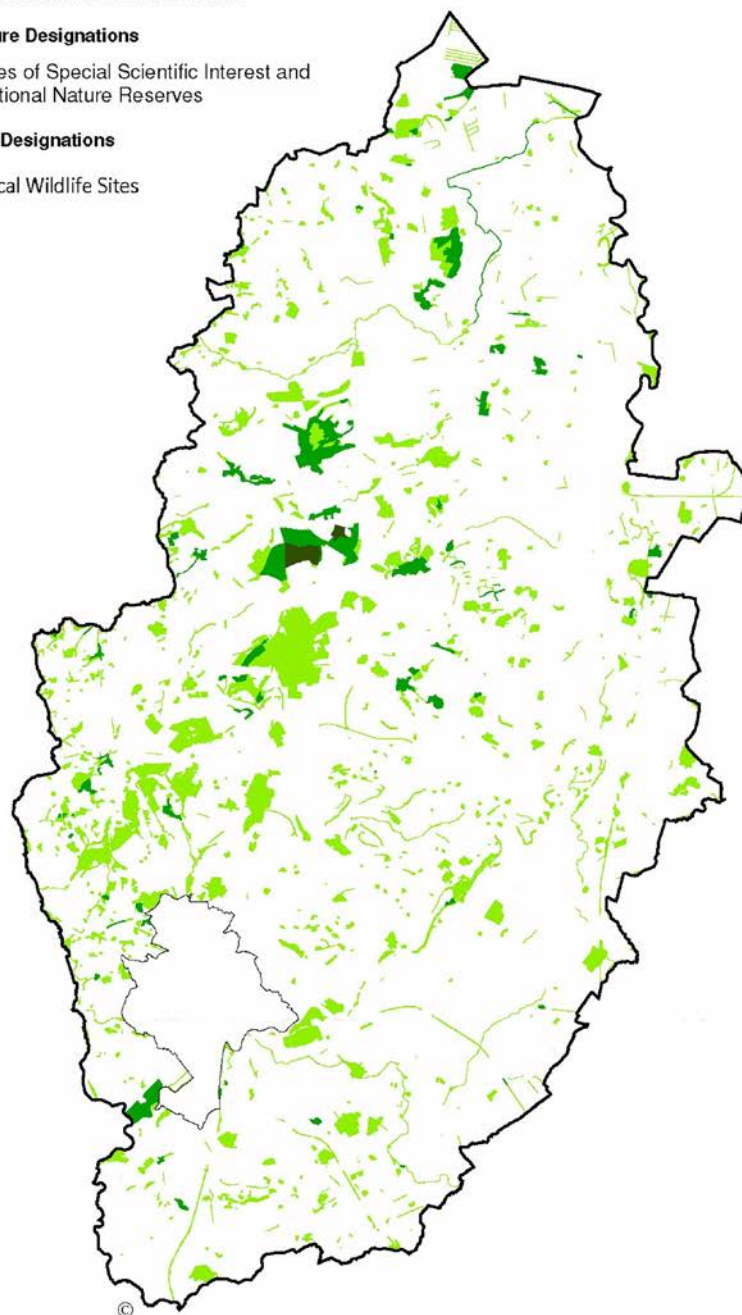 ure Designations
es of Special Scientific Interest and
tional Nature Reserves
Designations
cal Wildlife Sites
©